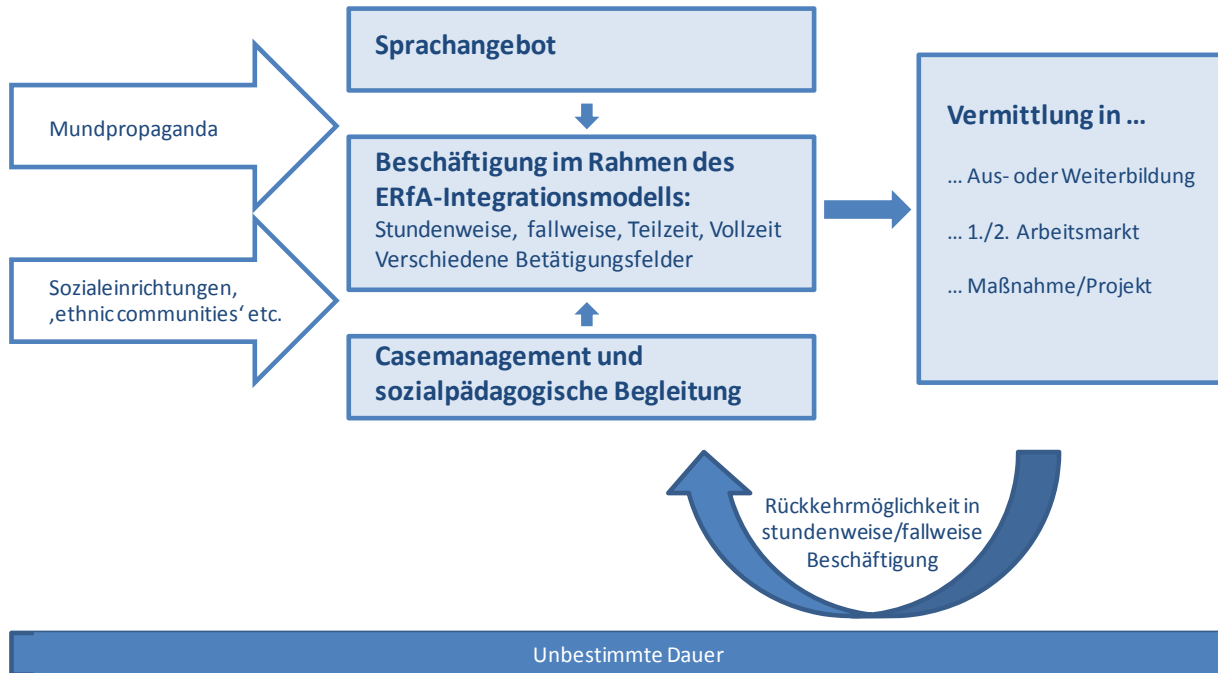 Mundpropaganda
Sozialeinrichtungen,
‚ethnic communities‘ etc.
Sprachangebot
Beschäftigung im Rahmen des
ERfA-Integrationsmodells:
Stundenweise, fallweise, Teilzeit, Vollzeit
Verschiedene Betätigungsfelder
Casemanagement und
sozialpädagogische Begleitung
Vermittlung in ...
... Aus- oder Weiterbildung
... 1./2. Arbeitsmarkt
... Maßnahme/Projekt
Rückkehrmöglichkeit in
stundenweise/fallweise
Beschäftigung
Unbestimmte Dauer